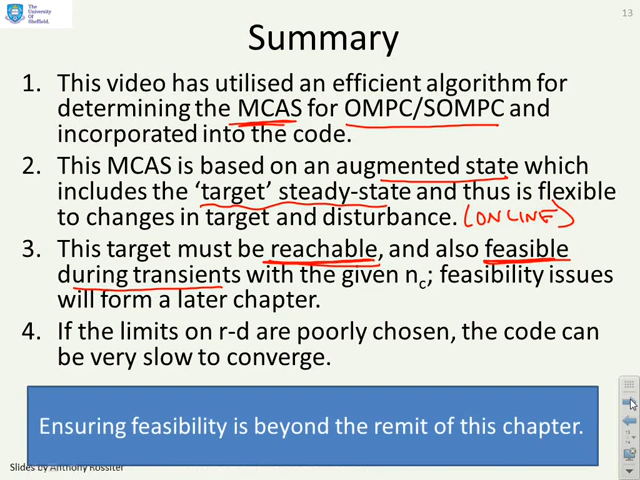 The
University
Of
Sheffield.
13
Summary
1. This video has utilised an efficient algorithm for
determining the MCAS for OMPC/SOMPC and
incorporated into the code.
2. This MCAS is based on an augmented state which
includes the ‘target’ steady-state and thus is flexible
to changes in target and disturbance. (ONLINE)
3. This target must be reachable, and also feasible
during transients with the given nc; feasibility issues
will form a later chapter.
4. If the limits on r-d are poorly chosen, the code can
be very slow to converge.
Ensuring feasibility is beyond the remit of this chapter.
Slides by Anthony Rossiter